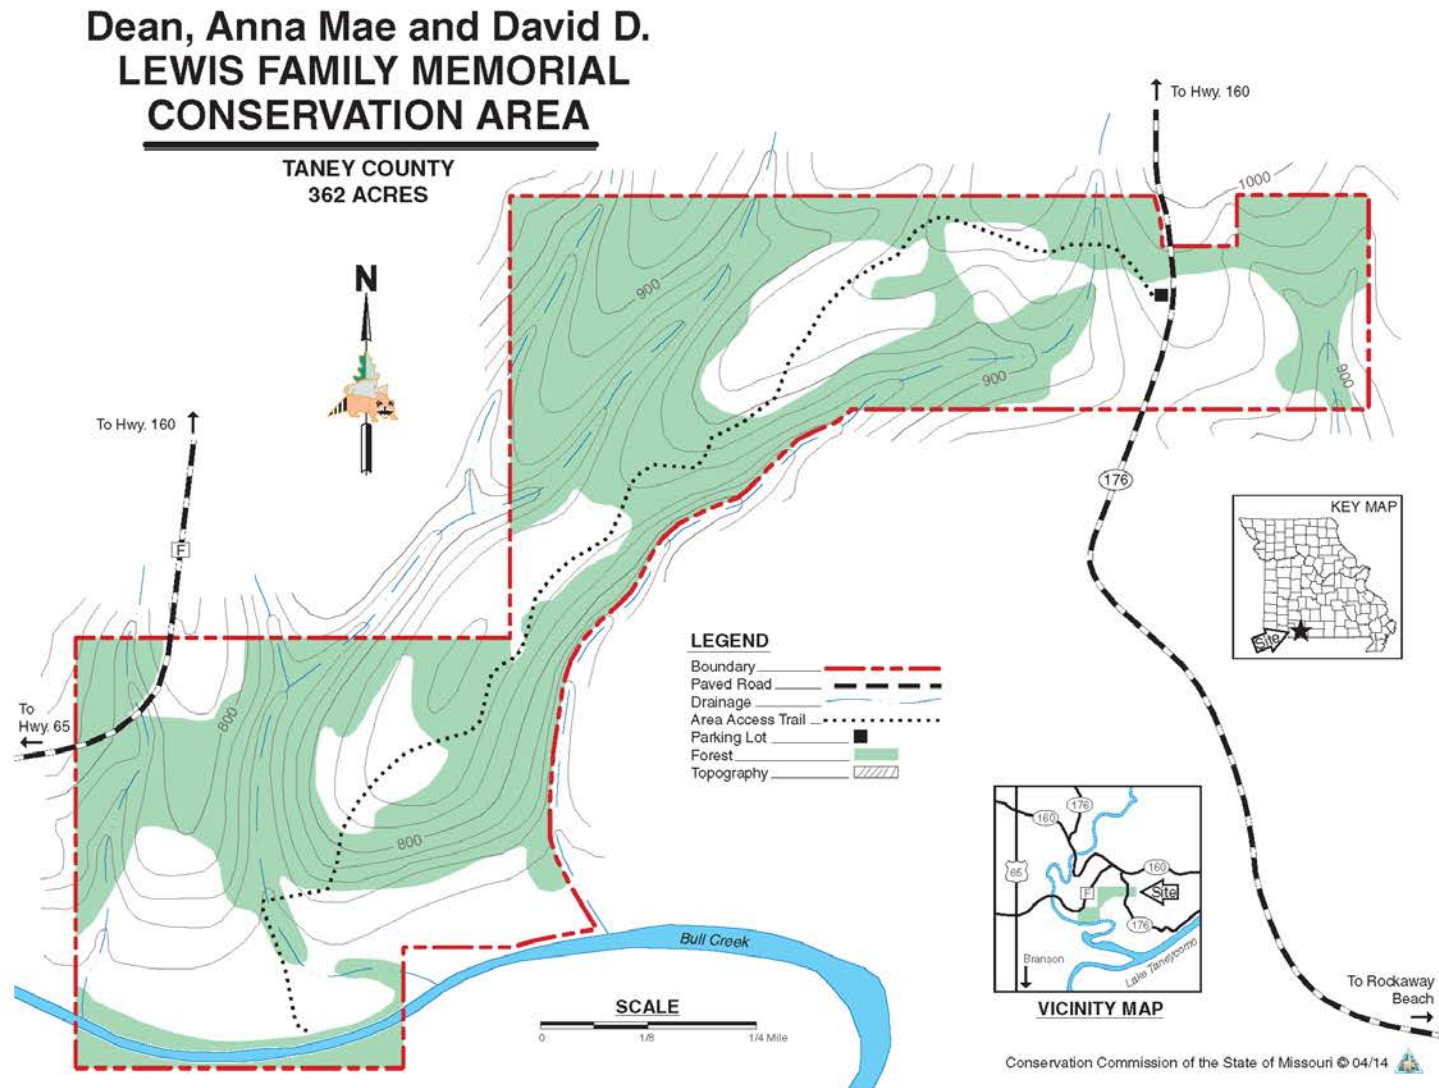 Dean, Anna Mae and David D.
LEWIS FAMILY MEMORIAL
CONSERVATION AREA
TANEY COUNTY
362 ACRES
To Hwy. 160
1000
N
900
900
900
To Hwy. 160
F
176
KEY MAP
Site
To
Hwy. 65
800
800
LEGEND
Boundary
Paved Road
Drainage
Area Access Trail
Parking Lot
Forest
Topography
176
160
65
160
F
Site
176
Branson
Lake Taneycomo
VICINITY MAP
Bull Creek
SCALE
0 1/8 1/4 Mile
To Rockaway
Beach
Conservation Commission of the State of Missouri © 04/14